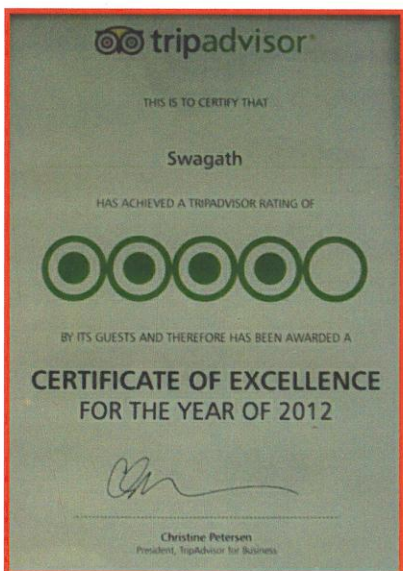 tripadvisor®
THIS IS TO CERTIFY THAT
Swagath
HAS ACHIEVED A TRIPADVISOR RATING OF
BY ITS GUESTS AND THEREFORE HAS BEEN AWARDED A
CERTIFICATE OF EXCELLENCE
FOR THE YEAR OF 2012
Christine Petersen
President, TripAdvisor for Business